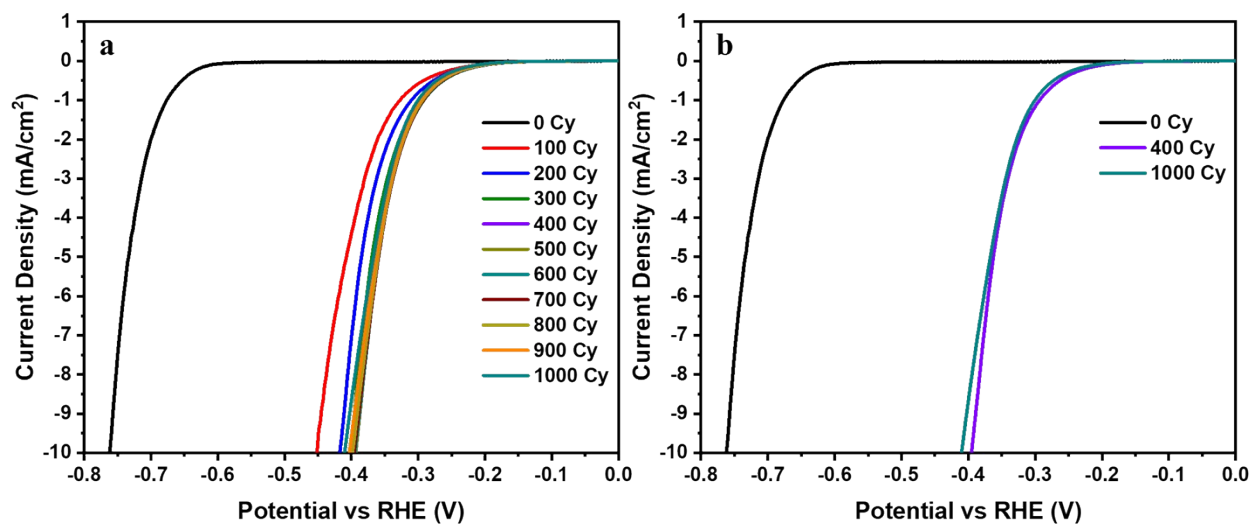 a
1
0
-1
-2
-3
-4
-5
-6
-7
-8
-9
-10
Current Density (mA/cm²)
0 Cy
100 Cy
200 Cy
300 Cy
400 Cy
500 Cy
600 Cy
700 Cy
800 Cy
900 Cy
1000 Cy
-0.8 -0.7 -0.6 -0.5 -0.4 -0.3 -0.2 -0.1 0.0
Potential vs RHE (V)
b
1
0
-1
-2
-3
-4
-5
-6
-7
-8
-9
-10
Current Density (mA/cm²)
0 Cy
400 Cy
1000 Cy
-0.8 -0.7 -0.6 -0.5 -0.4 -0.3 -0.2 -0.1 0.0
Potential vs RHE (V)